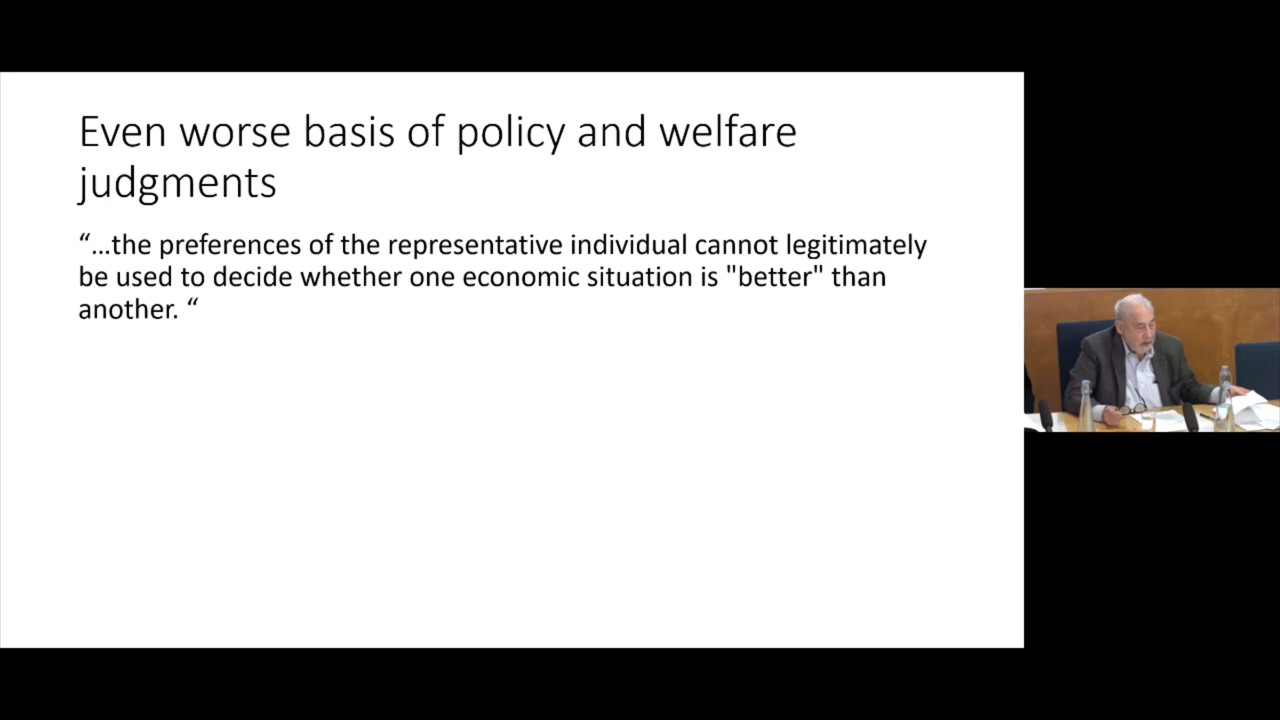 Even worse basis of policy and welfare
judgments
“...the preferences of the representative individual cannot legitimately
be used to decide whether one economic situation is "better" than
another. “